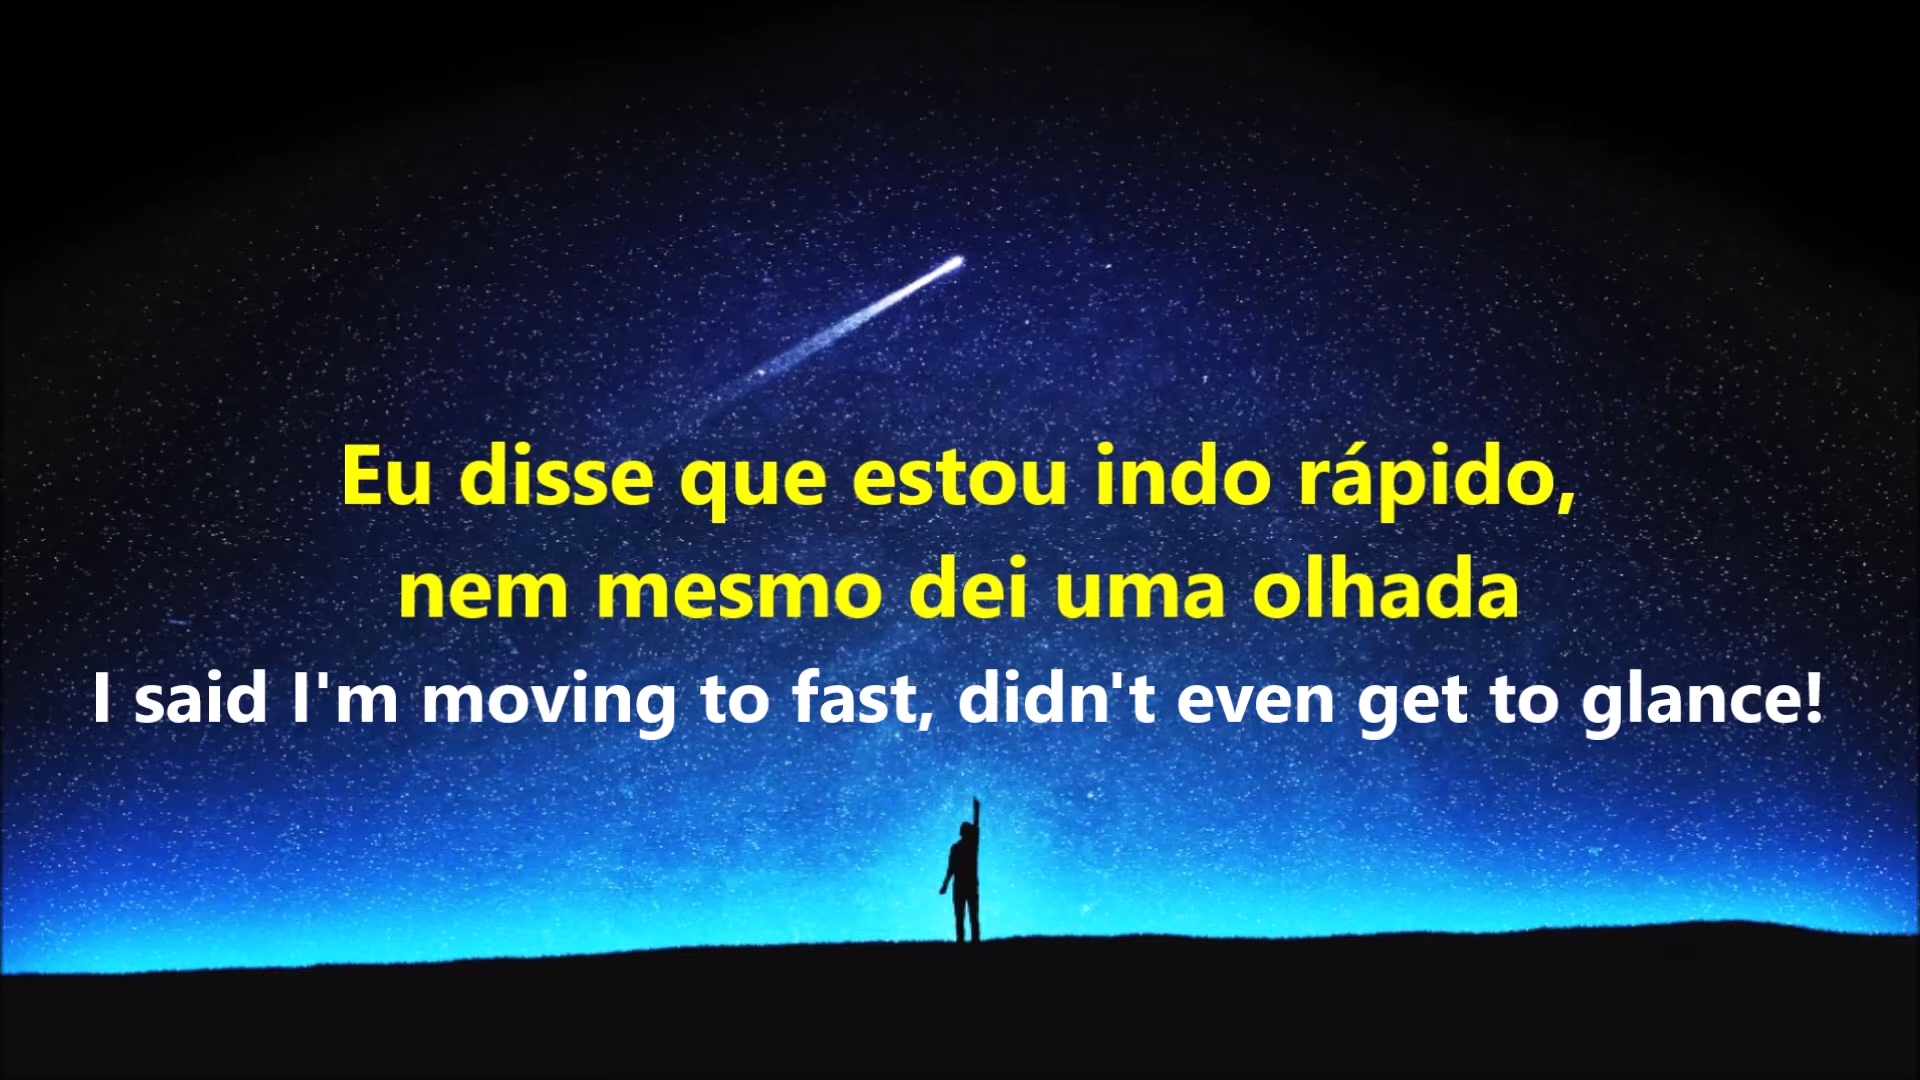 Eu disse que estou indo rápido,
nem mesmo dei uma olhada
I said I'm moving to fast, didn't even get to glance!